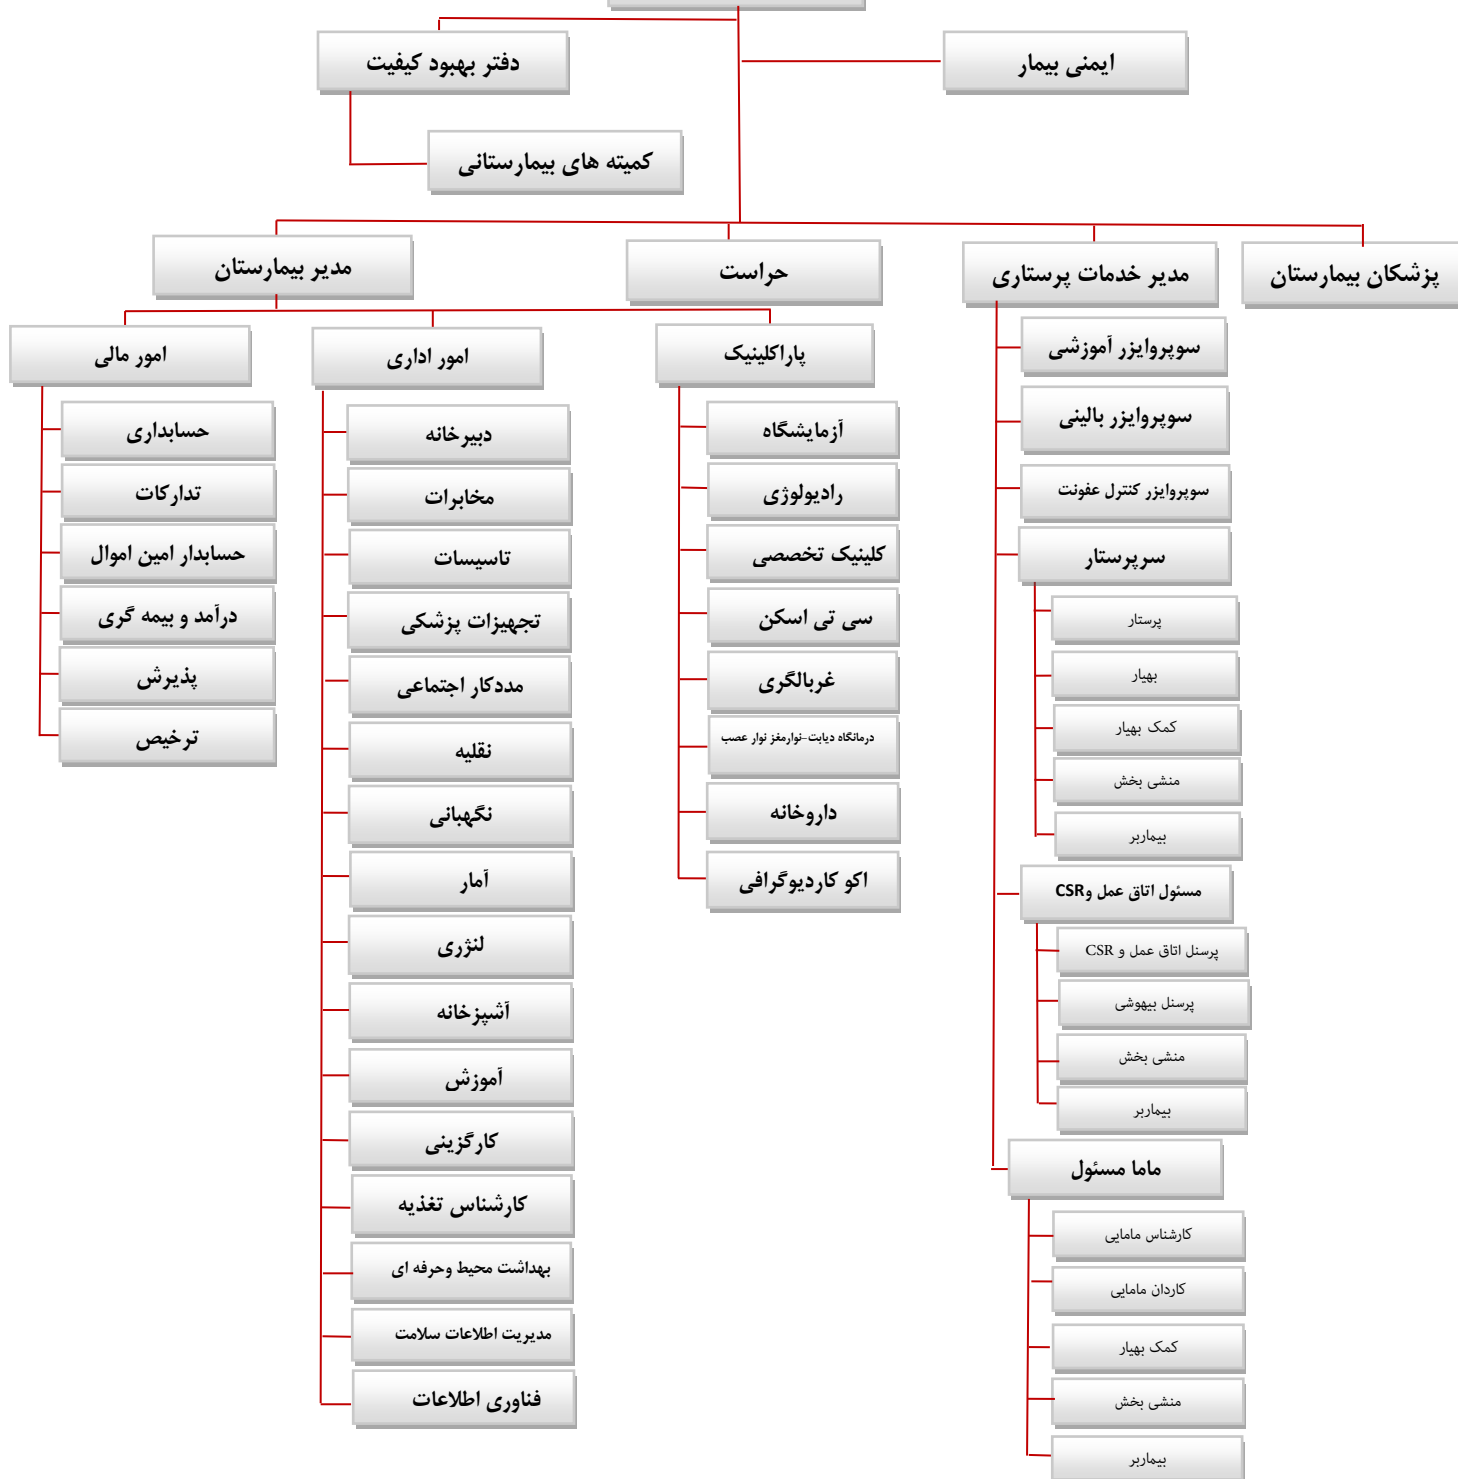 ایمنی بیمار
دفتر بهبود کیفیت
کمیته های بیمارستانی
پزشکان بیمارستان
مدیر خدمات پرستاری
حراست
مدیر بیمارستان
سوپروایزر آموزشی
سوپروایزر بالینی
سوپروایزر کنترل عفونت
سرپرستار
پرستار
بهیار
کمک بهیار
منشی بخش
بیماربر
مسئول اتاق عمل وCSR
پرسنل اتاق عمل و CSR
پرسنل بیهوشی
منشی بخش
بیماربر
ماما مسئول
کارشناس مامایی
کاردان مامایی
کمک بهیار
منشی بخش
بیماربر
پاراکلینیک
آزمایشگاه
رادیولوژی
کلینیک تخصصی
سی تی اسکن
غربالگری
درمانگاه دیابت-نوارمغز نوار عصب
داروخانه
اکو کاردیوگرافی
امور اداری
دبیرخانه
مخابرات
تاسیسات
تجهیزات پزشکی
مددکار اجتماعی
نقلیه
نگهبانی
آمار
لنژری
آشپزخانه
آموزش
کارگزینی
کارشناس تغذیه
بهداشت محیط وحرفه ای
مدیریت اطلاعات سلامت
فناوری اطلاعات
امور مالی
حسابداری
تدارکات
حسابدار امین اموال
درآمد و بیمه گری
پذیرش
ترخیص